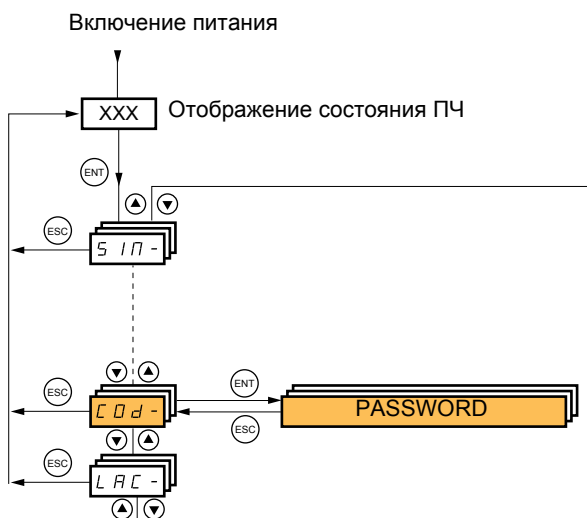 Включение питания
XXX Отображение состояния ПЧ
ENT
ESC
SIM-
ESC
ENT
COd-
PASSWORD
ESC
ESC
LAC-